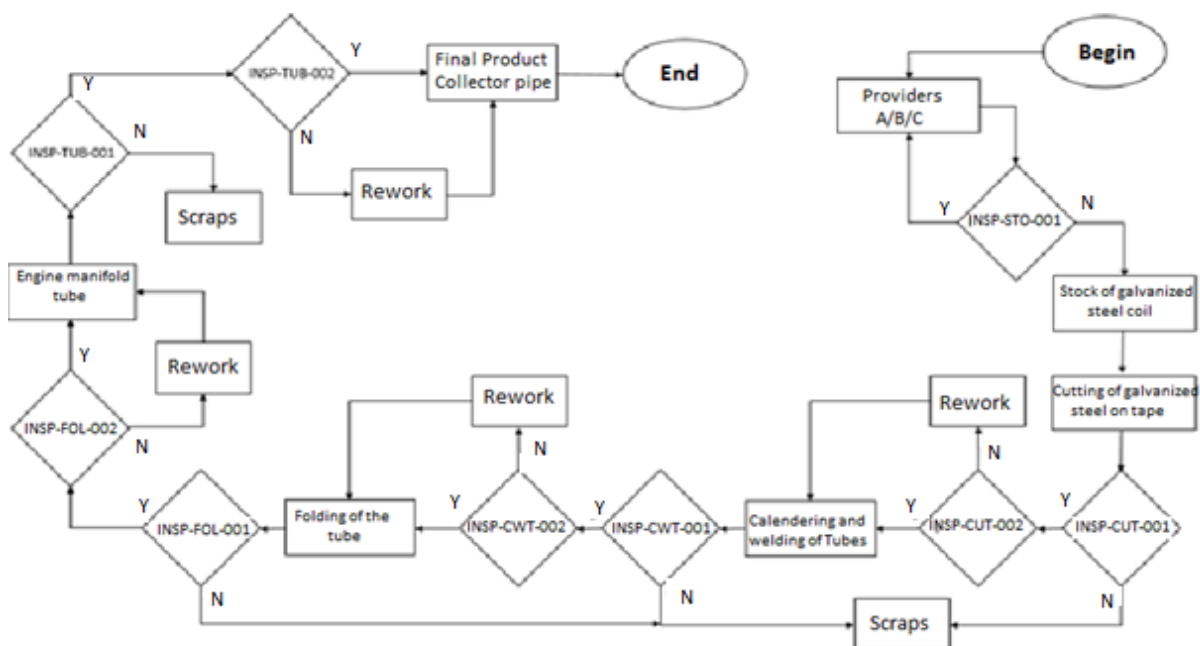 Begin
Providers
A/B/C
INSP-STO-001
Y
N
Stock of galvanized
steel coil
Cutting of galvanized
steel on tape
INSP-CUT-001
Y
N
INSP-CUT-002
Y
N
Rework
Calendering and
welding of Tubes
INSP-CWT-001
Y
N
Scraps
INSP-CWT-002
Y
N
Rework
Folding of the
tube
INSP-FOL-001
Y
N
INSP-FOL-002
Y
N
Rework
Engine manifold
tube
INSP-TUB-001
Y
N
Scraps
INSP-TUB-002
Y
N
Rework
Final Product
Collector pipe
End